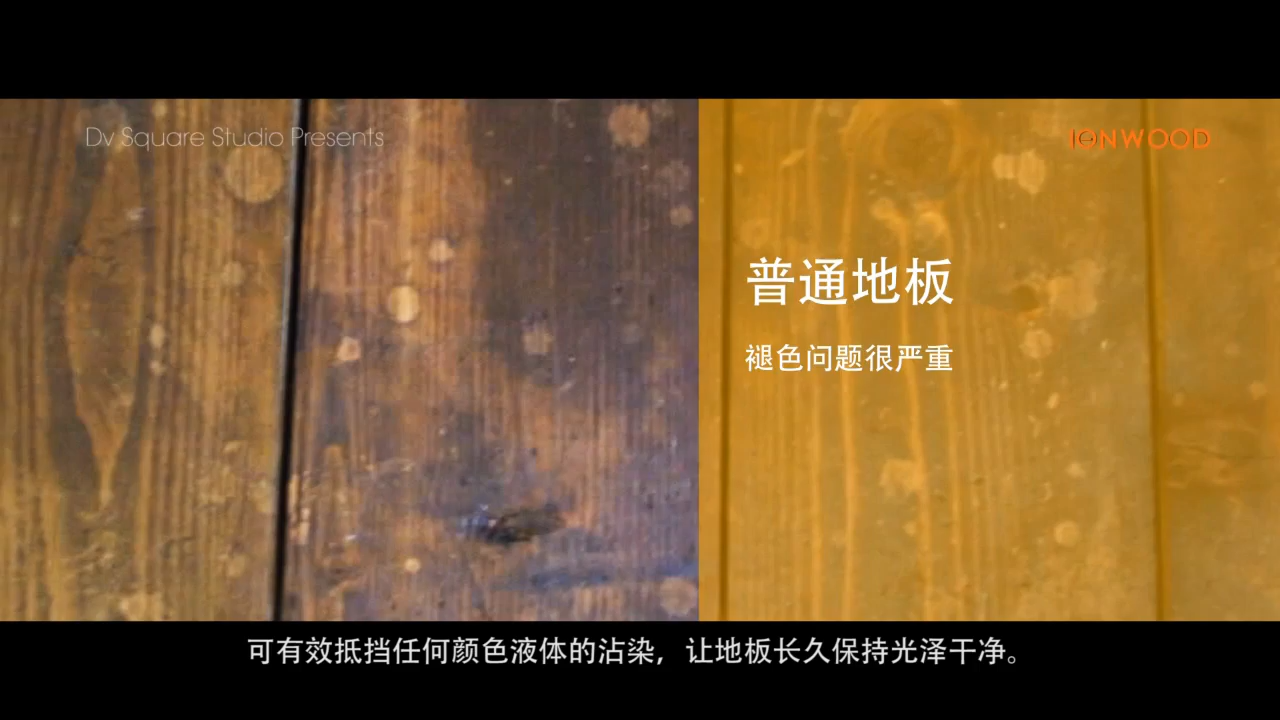 Dv Square Studio Presents
IONWOOD
普通地板
褪色问题很严重
可有效抵挡任何颜色液体的沾染，让地板长久保持光泽干净。